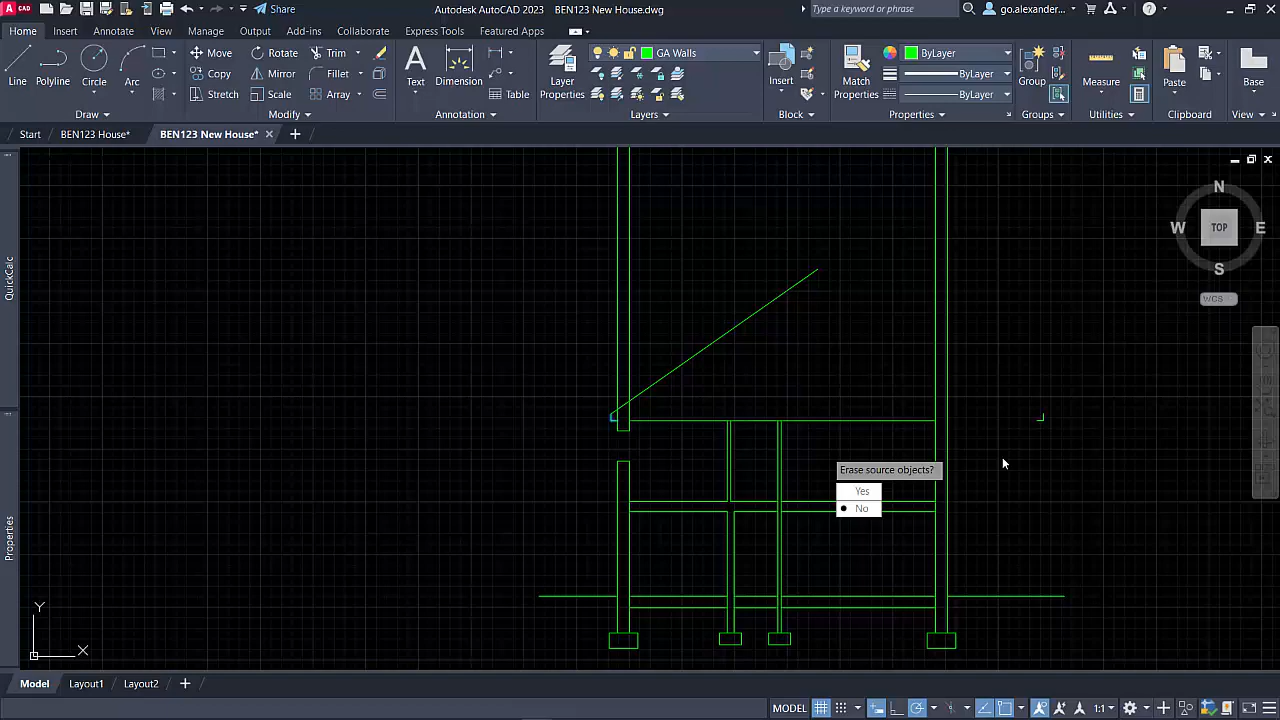 A CAD Share Autodesk AutoCAD 2023 BEN123 New House.dwg Type a keyword or phrase go.alexander...
Home Insert Annotate View Manage Output Add-ins Collaborate Express Tools Featured Apps
Line Polyline Circle Arc Move Rotate Trim Text Dimension Layer Properties GA Walls Insert Match Properties ByLayer Group Measure Paste Base
Copy Mirror Fillet ByLayer
Stretch Scale Array Table ByLayer
Draw Modify Annotation Layers Block Properties Groups Utilities Clipboard View
Start BEN123 House* BEN123 New House*
N
W TOP E
S
WCS
QuickCalc
Properties
Erase source objects?
Yes
No
Y
X
Model Layout1 Layout2
MODEL 1:1